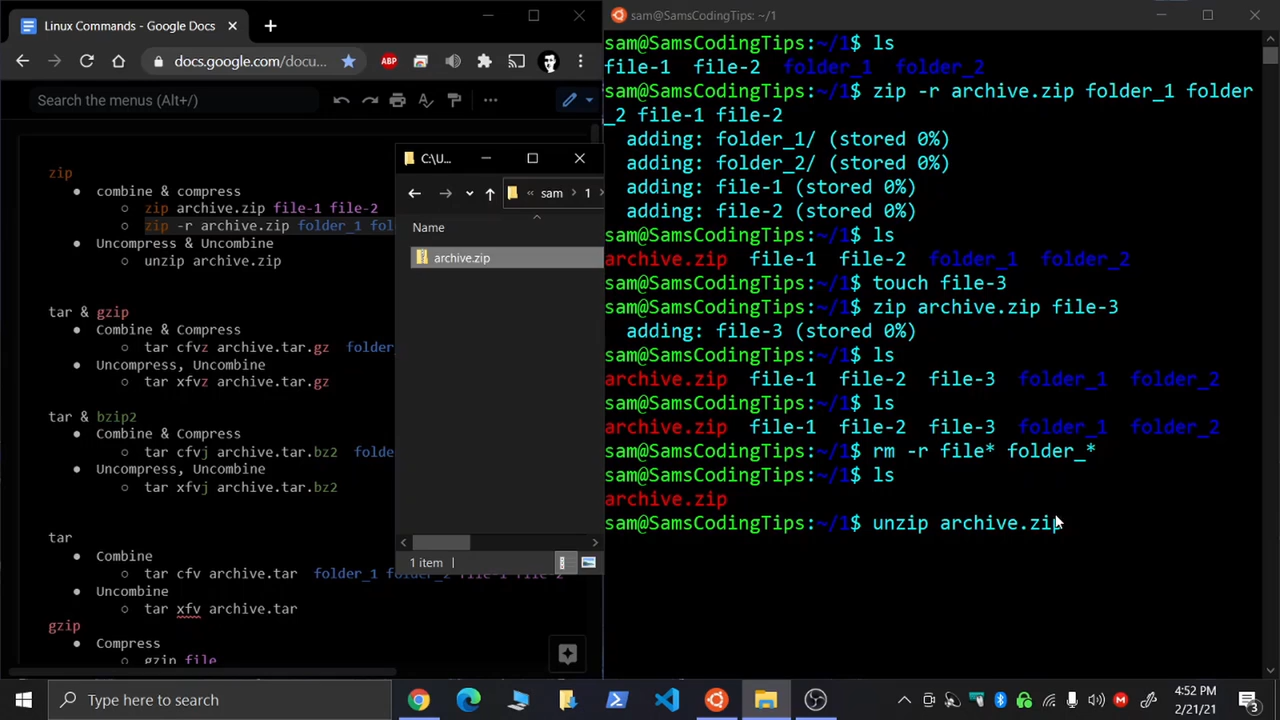 Linux Commands - Google Docs
docs.google.com/docu...
ABP
Search the menus (Alt+/)
zip
combine & compress
zip archive.zip file-1 file-2
zip -r archive.zip folder_1 fol
Uncompress & Uncombine
unzip archive.zip
tar & gzip
Combine & Compress
tar cfvz archive.tar.gz folder_
Uncompress, Uncombine
tar xfvz archive.tar.gz
tar & bzip2
Combine & Compress
tar cfvj archive.tar.bz2 folde
Uncompress, Uncombine
tar xfvj archive.tar.bz2
tar
Combine
tar cfv archive.tar folder_1 folder_2 file-1 file-2
Uncombine
tar xfv archive.tar
gzip
Compress
gzip file
C:\U...
« sam > 1 >
Name
archive.zip
1 item
sam@SamsCodingTips: ~/1
sam@SamsCodingTips:~/1$ ls
file-1 file-2 folder_1 folder_2
sam@SamsCodingTips:~/1$ zip -r archive.zip folder_1 folder
_2 file-1 file-2
adding: folder_1/ (stored 0%)
adding: folder_2/ (stored 0%)
adding: file-1 (stored 0%)
adding: file-2 (stored 0%)
sam@SamsCodingTips:~/1$ ls
archive.zip file-1 file-2 folder_1 folder_2
sam@SamsCodingTips:~/1$ touch file-3
sam@SamsCodingTips:~/1$ zip archive.zip file-3
adding: file-3 (stored 0%)
sam@SamsCodingTips:~/1$ ls
archive.zip file-1 file-2 file-3 folder_1 folder_2
sam@SamsCodingTips:~/1$ ls
archive.zip file-1 file-2 file-3 folder_1 folder_2
sam@SamsCodingTips:~/1$ rm -r file* folder_*
sam@SamsCodingTips:~/1$ ls
archive.zip
sam@SamsCodingTips:~/1$ unzip archive.zip
Type here to search
4:52 PM
2/21/21
3